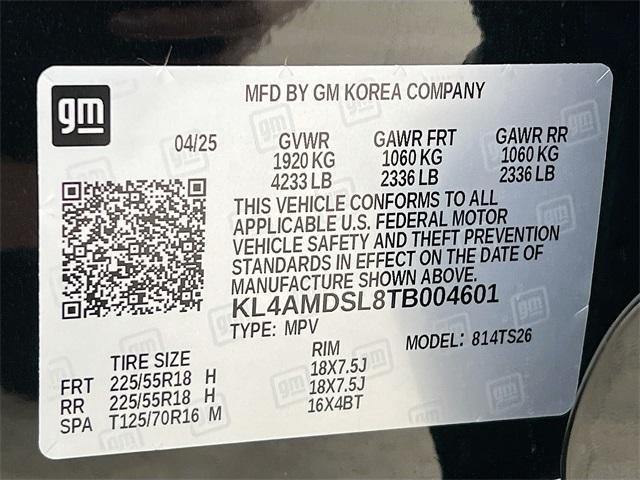 gm
MFD BY GM KOREA COMPANY
04/25 GVWR GAWR FRT GAWR RR
1920 KG 1060 KG 1060 KG
4233 LB 2336 LB 2336 LB
THIS VEHICLE CONFORMS TO ALL
APPLICABLE U.S. FEDERAL MOTOR
VEHICLE SAFETY AND THEFT PREVENTION
STANDARDS IN EFFECT ON THE DATE OF
MANUFACTURE SHOWN ABOVE.
KL4AMDSL8TB004601
TYPE: MPV MODEL: 814TS26
TIRE SIZE RIM
FRT 225/55R18 H 18X7.5J
RR 225/55R18 H 18X7.5J
SPA T125/70R16 M 16X4BT